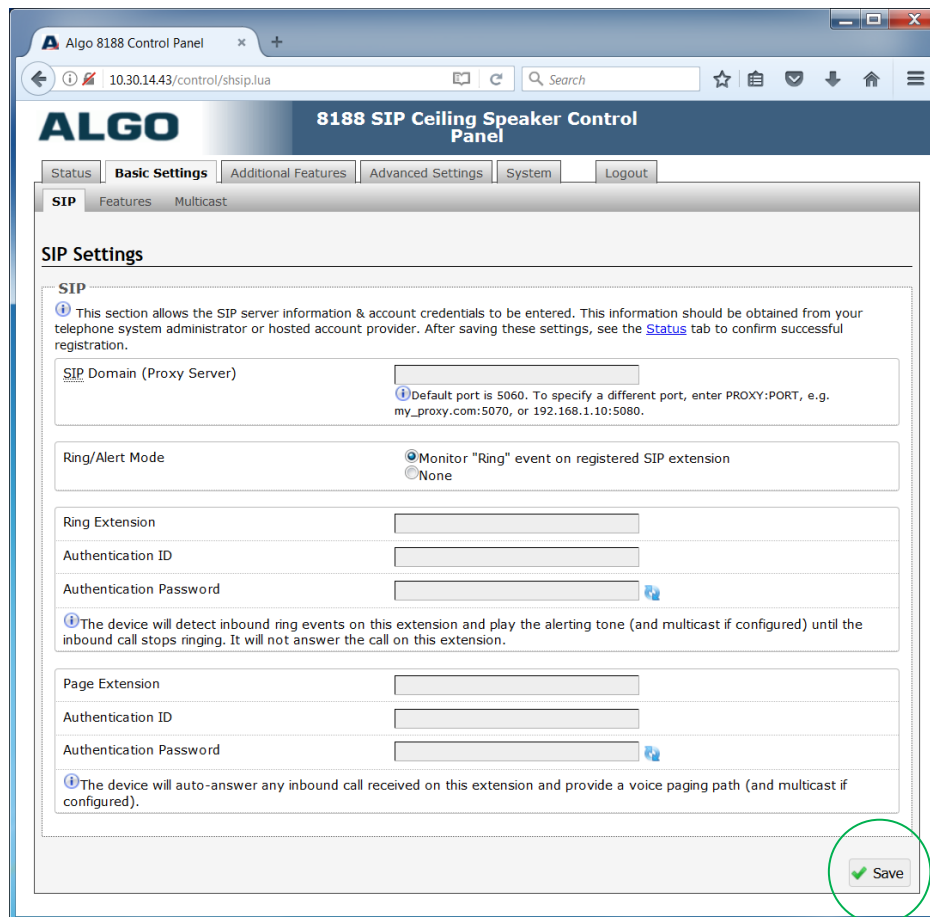 Algo 8188 Control Panel
10.30.14.43/control/shsip.lua
Search
ALGO
8188 SIP Ceiling Speaker Control
Panel
Status Basic Settings Additional Features Advanced Settings System Logout
SIP Features Multicast
SIP Settings
SIP
This section allows the SIP server information & account credentials to be entered. This information should be obtained from your
telephone system administrator or hosted account provider. After saving these settings, see the Status tab to confirm successful
registration.
SIP Domain (Proxy Server)
Default port is 5060. To specify a different port, enter PROXY:PORT, e.g.
my_proxy.com:5070, or 192.168.1.10:5080.
Ring/Alert Mode
Monitor "Ring" event on registered SIP extension
None
Ring Extension
Authentication ID
Authentication Password
The device will detect inbound ring events on this extension and play the alerting tone (and multicast if configured) until the
inbound call stops ringing. It will not answer the call on this extension.
Page Extension
Authentication ID
Authentication Password
The device will auto-answer any inbound call received on this extension and provide a voice paging path (and multicast if
configured).
Save